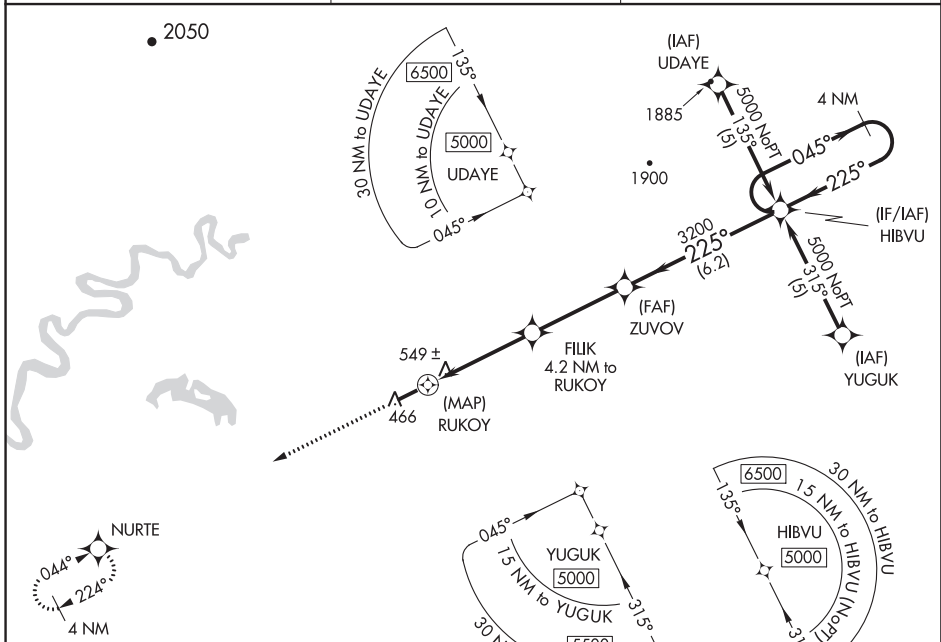 2050
(IAF)
UDAYE
1885
5000 NoPT
135°
(5)
4 NM
045°
225°
1900
(IF/IAF)
HIBVU
30 NM to UDAYE
6500
135°
10 NM to UDAYE
5000
UDAYE
045°
3200
225°
(6.2)
5000 NoPT
315°
(5)
(IAF)
YUGUK
(FAF)
ZUVOV
FILIK
4.2 NM to
RUKOY
549 ±
466
(MAP)
RUKOY
NURTE
044°
224°
4 NM
045°
YUGUK
5000
15 NM to YUGUK
315°
30 N
6500
135°
30 NM to HIBVU
15 NM to HIBVU (NoPT)
HIBVU
5000